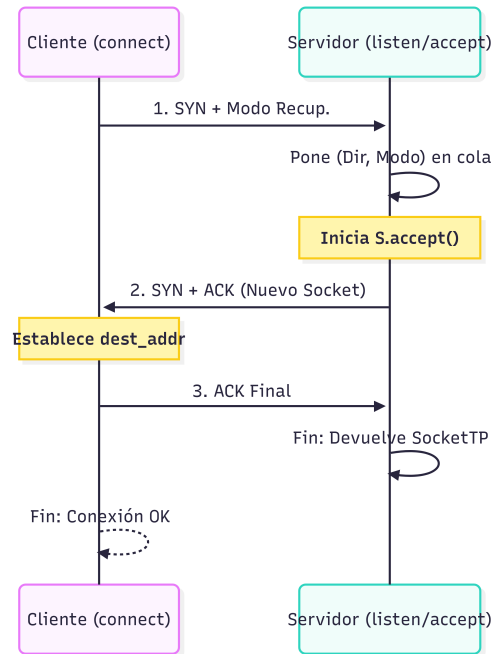 Cliente (connect)
Servidor (listen/accept)
1. SYN + Modo Recup.
Pone (Dir, Modo) en cola
Inicia S.accept()
2. SYN + ACK (Nuevo Socket)
Establece dest_addr
3. ACK Final
Fin: Devuelve SocketTP
Fin: Conexión OK
Cliente (connect)
Servidor (listen/accept)